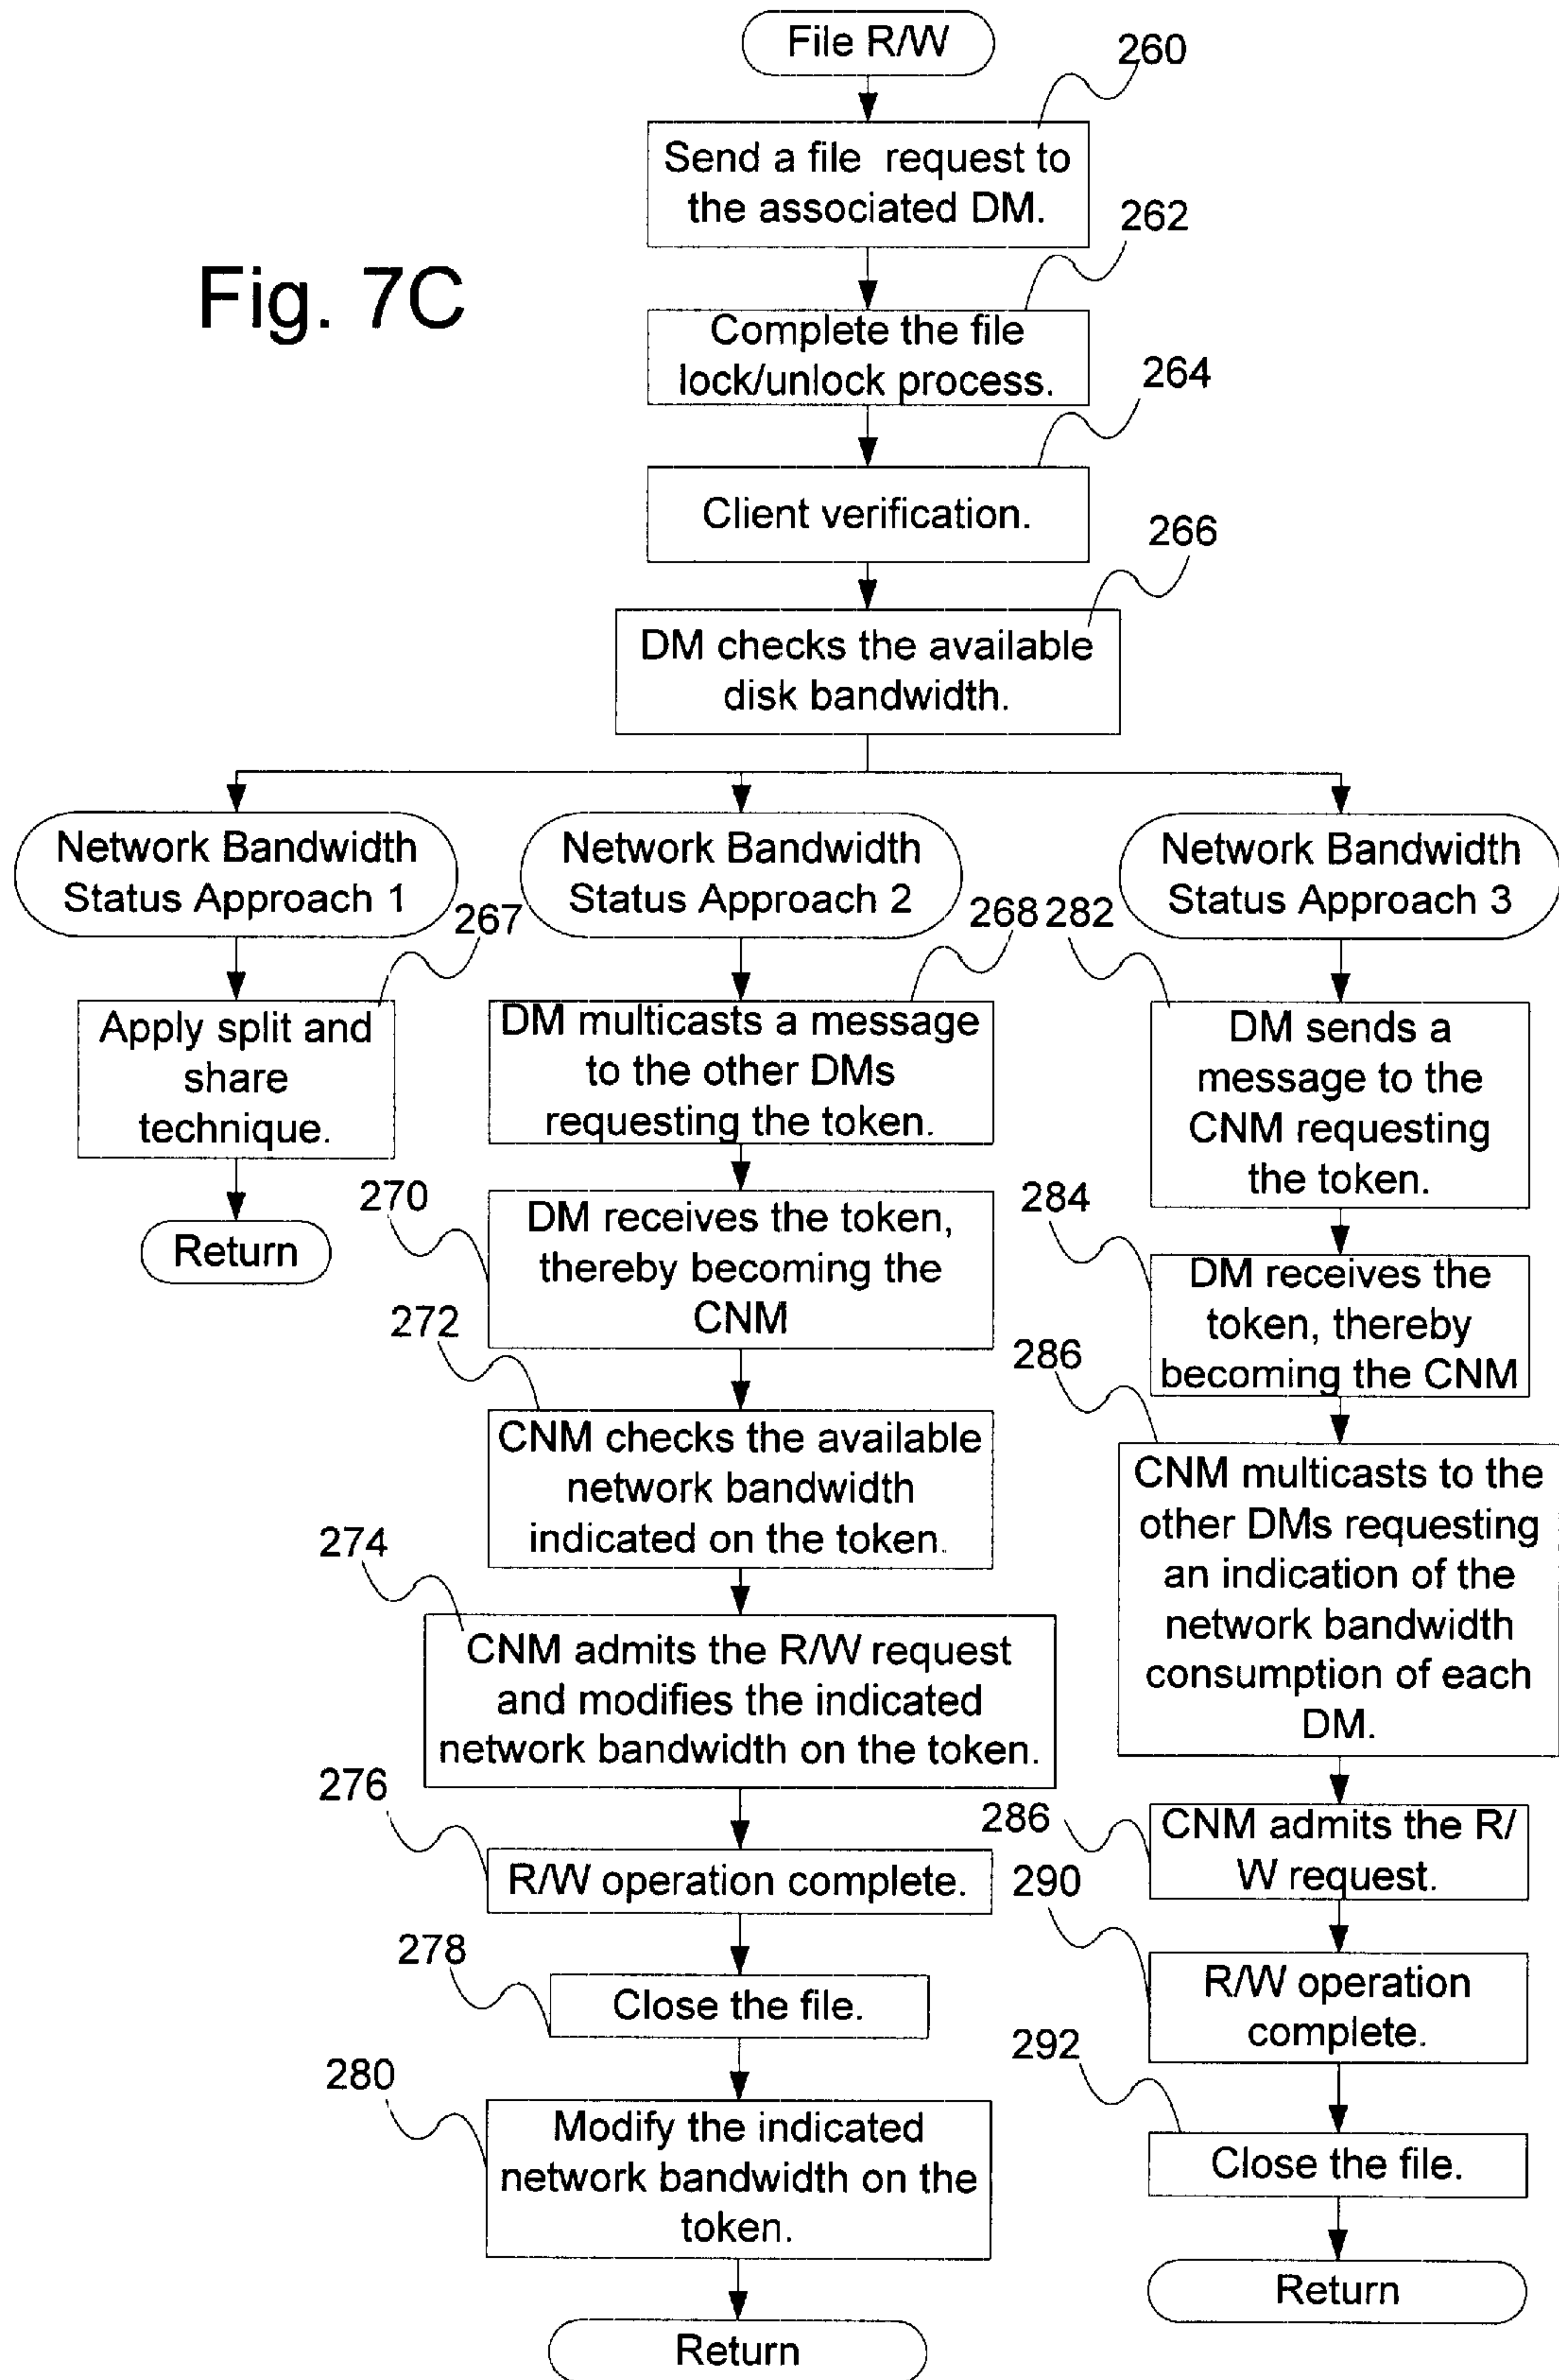 File R/W
260
Send a file request to
the associated DM.
262
Fig. 7C
Complete the file
lock/unlock process.
264
Client verification.
266
DM checks the available
disk bandwidth.
Network Bandwidth
Status Approach 1
267
Apply split and
share
technique.
Return
Network Bandwidth
Status Approach 2
268
DM multicasts a message
to the other DMs
requesting the token.
270
DM receives the token,
thereby becoming the
CNM
272
CNM checks the available
network bandwidth
indicated on the token.
274
CNM admits the R/W request
and modifies the indicated
network bandwidth on the token.
276
R/W operation complete.
278
Close the file.
280
Modify the indicated
network bandwidth on the
token.
Return
Network Bandwidth
Status Approach 3
282
DM sends a
message to the
CNM requesting
the token.
284
DM receives the
token, thereby
becoming the CNM
286
CNM multicasts to the
other DMs requesting
an indication of the
network bandwidth
consumption of each
DM.
286
CNM admits the R/
W request.
290
R/W operation
complete.
292
Close the file.
Return